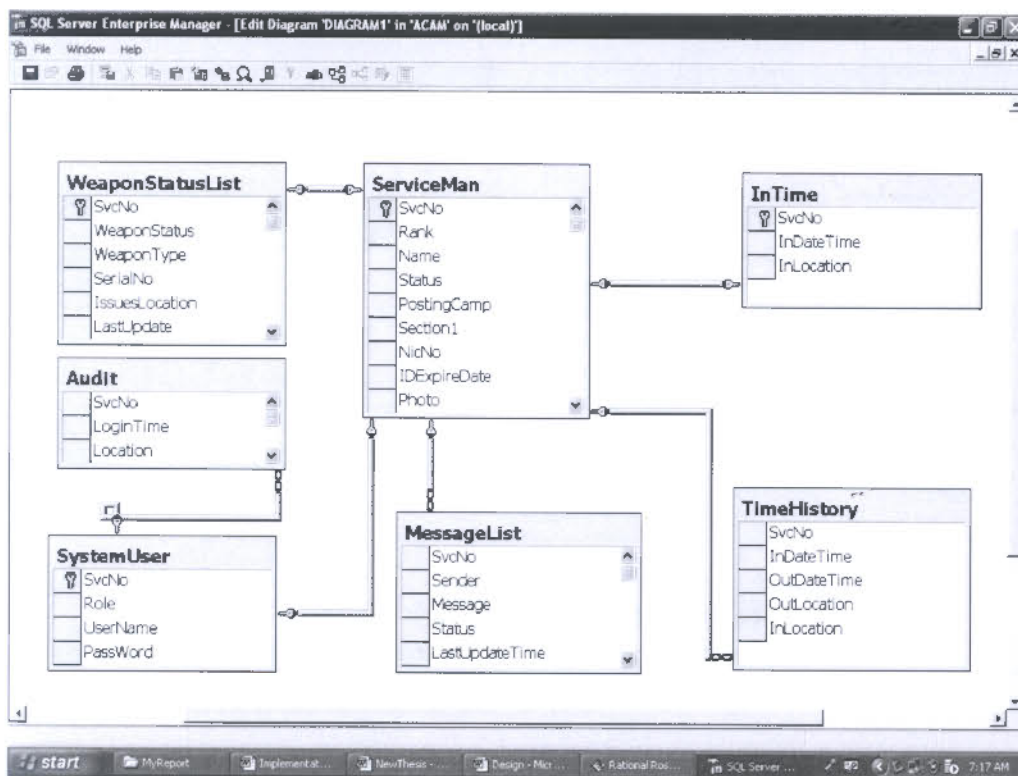 SQL Server Enterprise Manager - [Edit Diagram 'DIAGRAM1' in 'ACAM' on '(local)']
File Window Help
WeaponStatusList
SvcNo
WeaponStatus
WeaponType
SerialNo
IssuesLocation
LastUpdate
ServiceMan
SvcNo
Rank
Name
Status
PostingCamp
Section1
NicNo
IDExpireDate
Photo
InTime
SvcNo
InDateTime
InLocation
Audit
SvcNo
LoginTime
Location
SystemUser
SvcNo
Role
UserName
PassWord
MessageList
SvcNo
Sender
Message
Status
LastUpdateTime
TimeHistory
SvcNo
InDateTime
OutDateTime
OutLocation
InLocation
start MyReport Implementat... NewThesis - ... Design - Micr... Rational Ros... SQL Server ... 7:17 AM